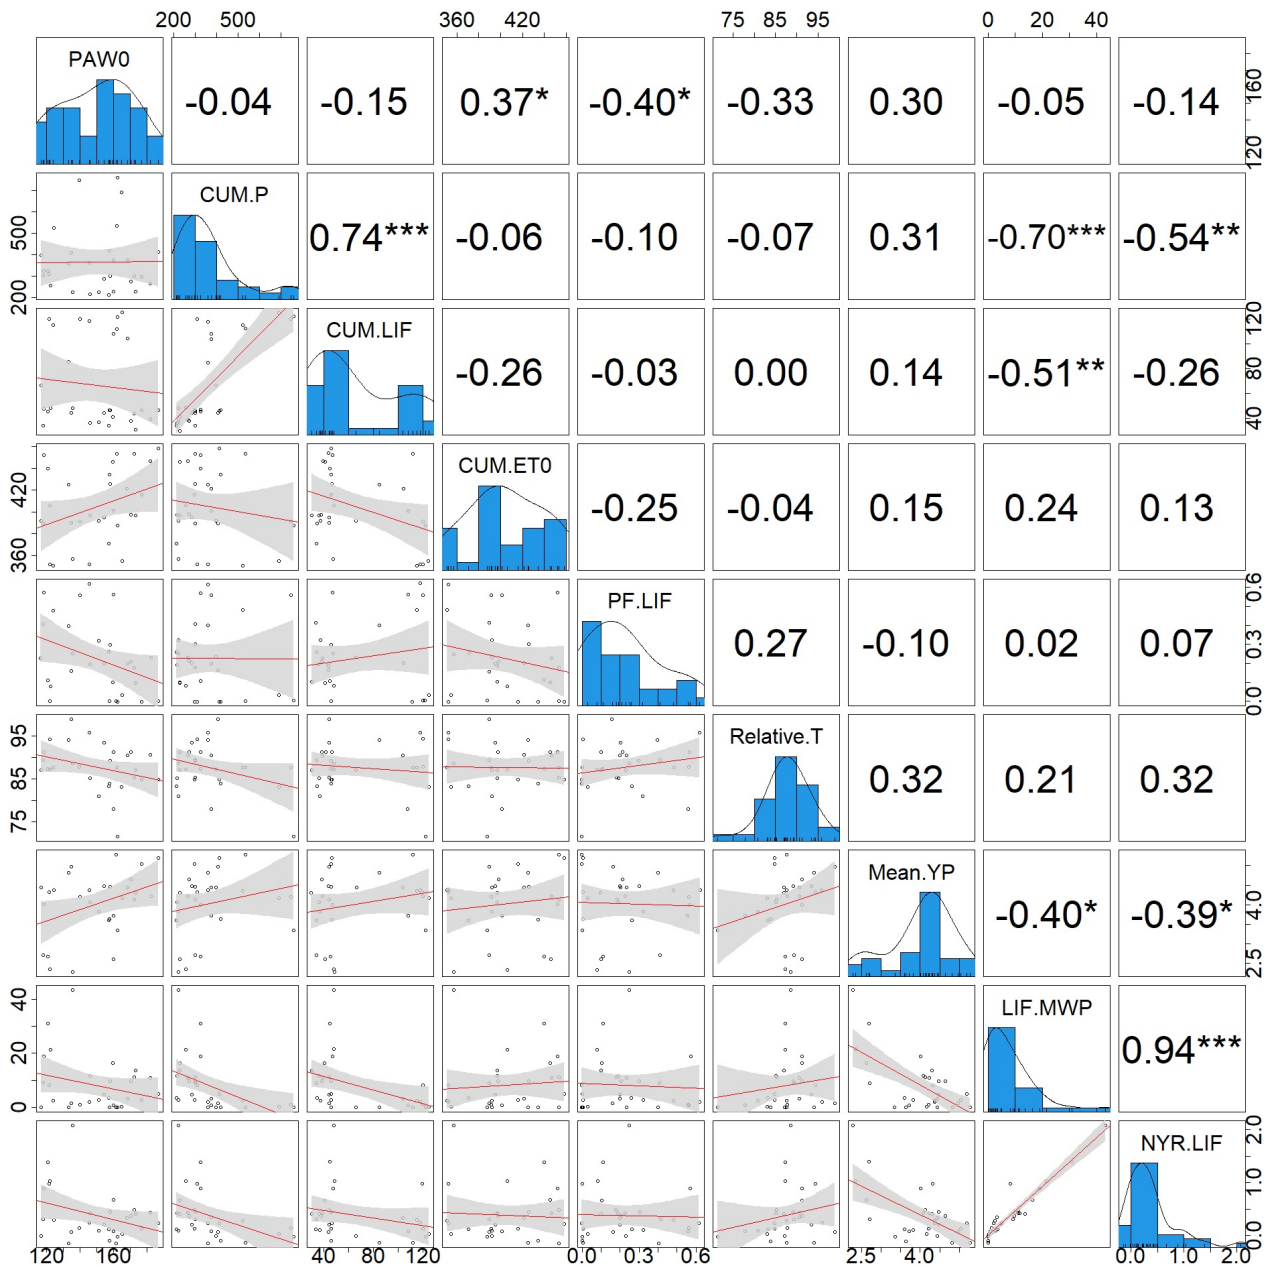 200 500 360 420 75 85 95 0 20 40
PAW0 -0.04 -0.15 0.37* -0.40* -0.33 0.30 -0.05 -0.14 120 160
200 500 CUM.P 0.74*** -0.06 -0.10 -0.07 0.31 -0.70*** -0.54**
CUM.LIF -0.26 -0.03 0.00 0.14 -0.51** -0.26 40 80 120
360 420 CUM.ET0 -0.25 -0.04 0.15 0.24 0.13
PF.LIF 0.27 -0.10 0.02 0.07 0.0 0.3 0.6
75 85 95 Relative.T 0.32 0.21 0.32
Mean.YP -0.40* -0.39* 2.5 4.0
0 20 40 LIF.MWP 0.94***
NYR.LIF 0.0 1.0 2.0
120 160 40 80 120 0.0 0.3 0.6 2.5 4.0 0.0 1.0 2.0